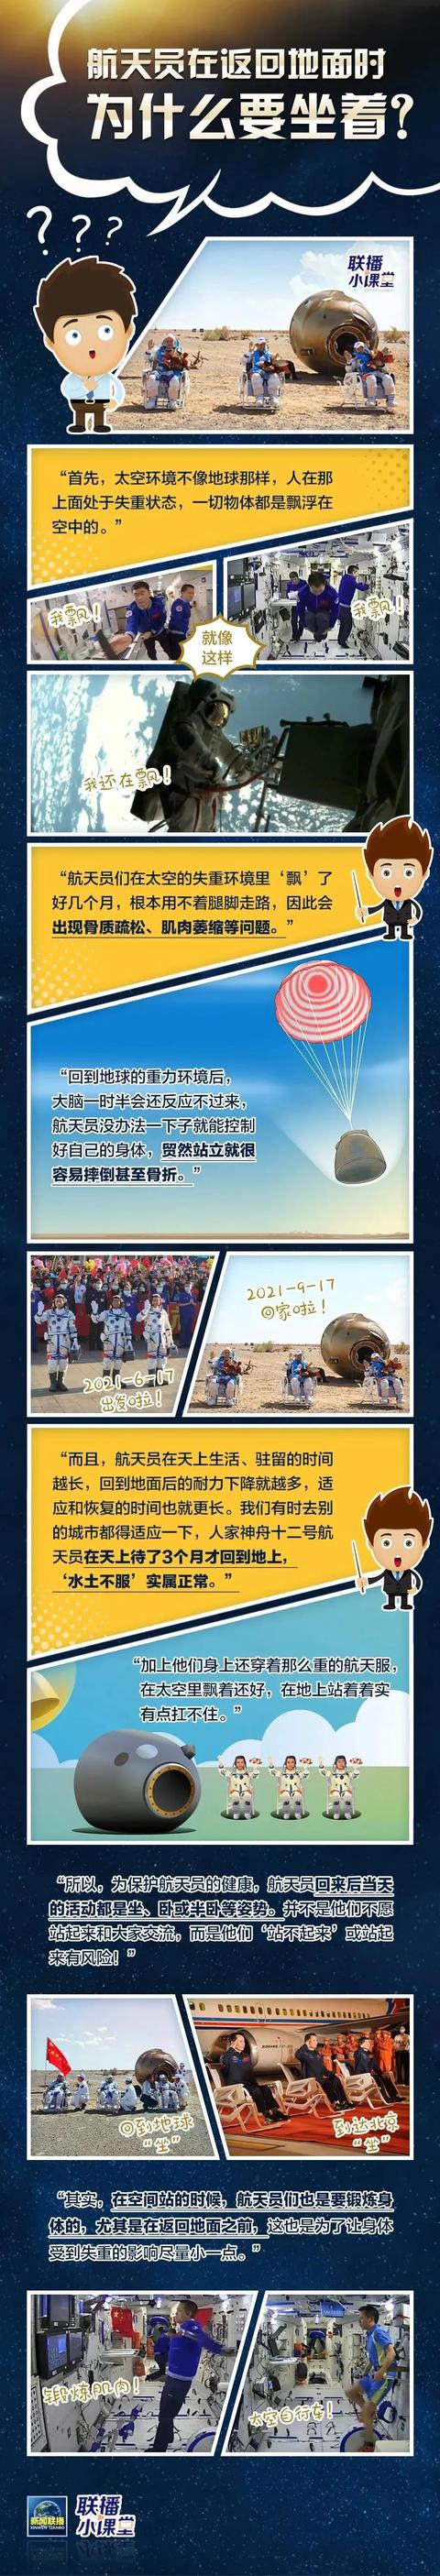 航天员在返回地面时
为什么要坐着?
? ? ?
联播
小课堂
“首先，太空环境不像地球那样，人在那
上面处于失重状态，一切物体都是飘浮在
空中的。”
我飘!
我飘!
就像
这样
我还在飘!
“航天员们在太空的失重环境里‘飘’了
好几个月，根本用不着腿脚走路，因此会
出现骨质疏松、肌肉萎缩等问题。”
“回到地球的重力环境后，
大脑一时半会还反应不过来，
航天员没办法一下子就能控制
好自己的身体，贸然站立就很
容易摔倒甚至骨折。”
2021-6-17
出发啦!
2021-9-17
回家啦!
“而且，航天员在天上生活、驻留的时间
越长，回到地面后的耐力下降就越多，适
应和恢复的时间也就更长。我们有时去别
的城市都得适应一下，人家神舟十二号航
天员在天上待了3个月才回到地上，
‘水土不服’实属正常。”
“加上他们身上还穿着那么重的航天服，
在太空里飘着还好，在地上站着着实
有点扛不住。”
“所以，为保护航天员的健康，航天员回来后当天
的活动都是坐、卧或半卧等姿势。并不是他们不愿
站起来和大家交流，而是他们‘站不起来’或站起
来有风险！”
回到地球
“坐”
到达北京
“坐”
“其实，在空间站的时候，航天员们也是要锻炼身
体的，尤其是在返回地面之前，这也是为了让身体
受到失重的影响尽量小一点。”
锻炼肌肉!
太空自行车!
新闻联播
XINWEN LIANBO
联播
小课堂